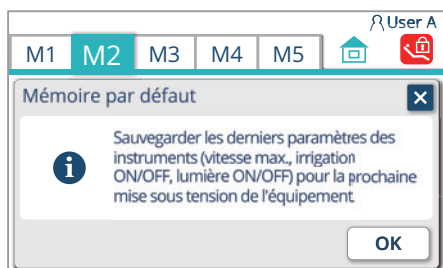 User A
M1 M2 M3 M4 M5
Mémoire par défaut
Sauvegarder les derniers paramètres des
instruments (vitesse max., irrigation
ON/OFF, lumière ON/OFF) pour la prochaine
mise sous tension de l'équipement.
OK